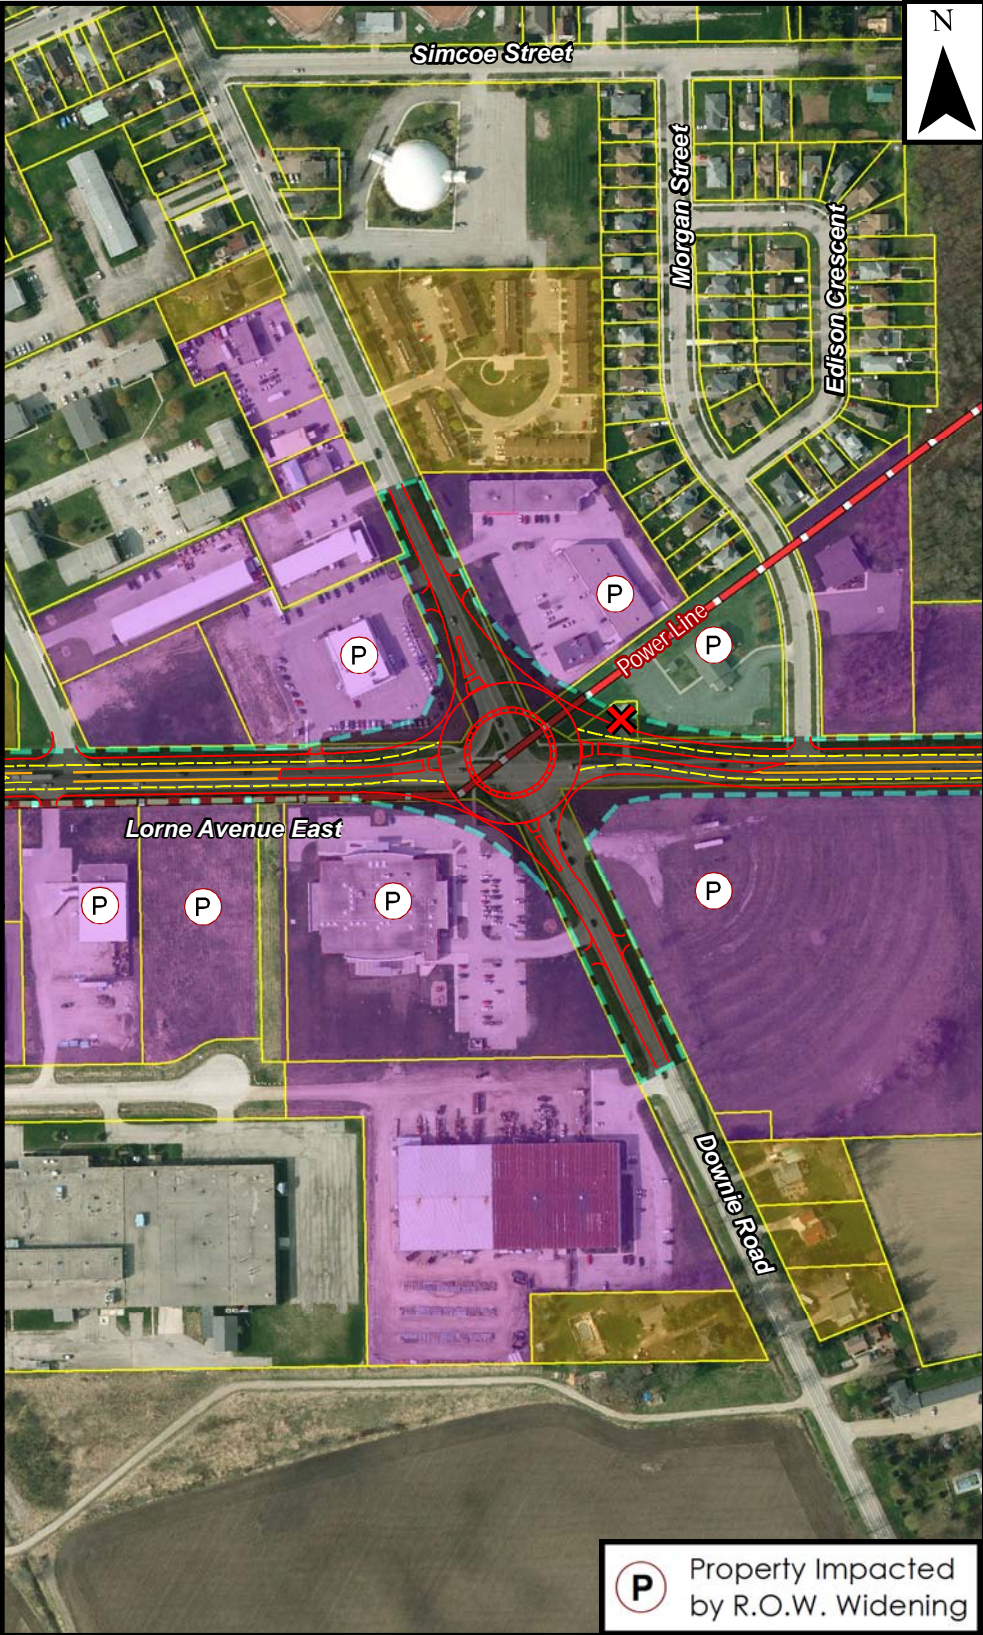 N
Simcoe Street
Morgan Street
Edison Crescent
P
P
Power Line
P
Lorne Avenue East
P
P
P
P
Downie Road
P Property Impacted
by R.O.W. Widening